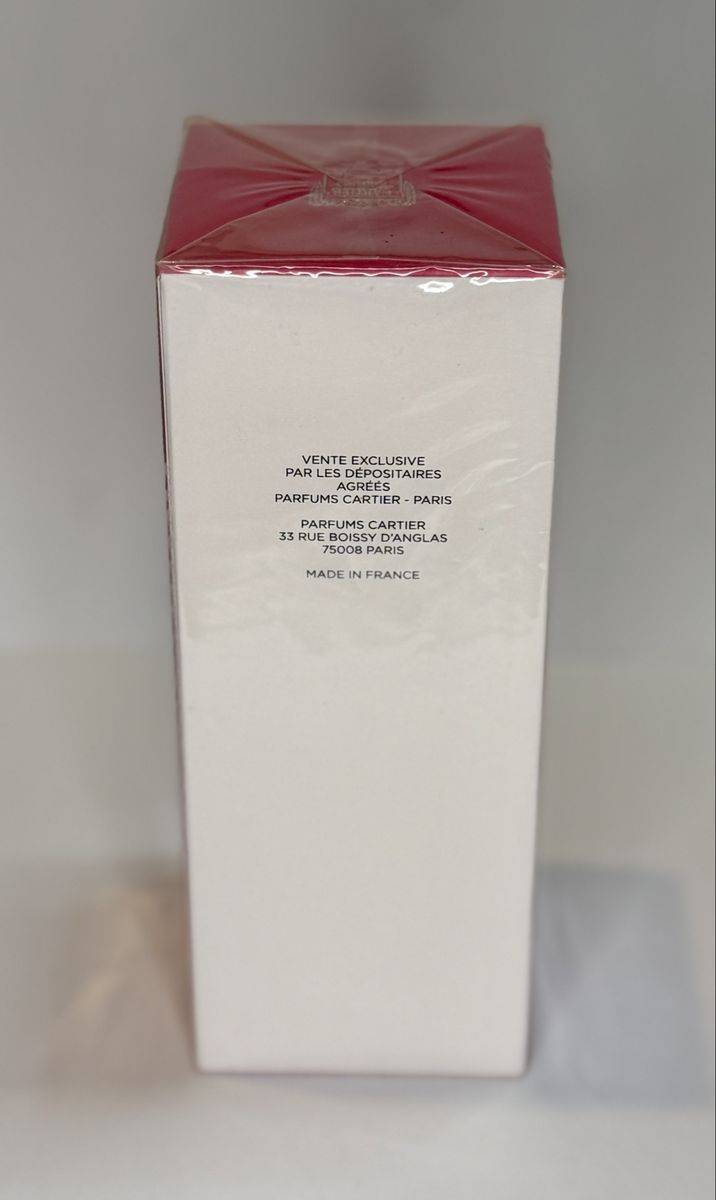 VENTE EXCLUSIVE
PAR LES DÉPOSITAIRES
AGRÉÉS
PARFUMS CARTIER - PARIS
PARFUMS CARTIER
33 RUE BOISSY D'ANGLAS
75008 PARIS
MADE IN FRANCE